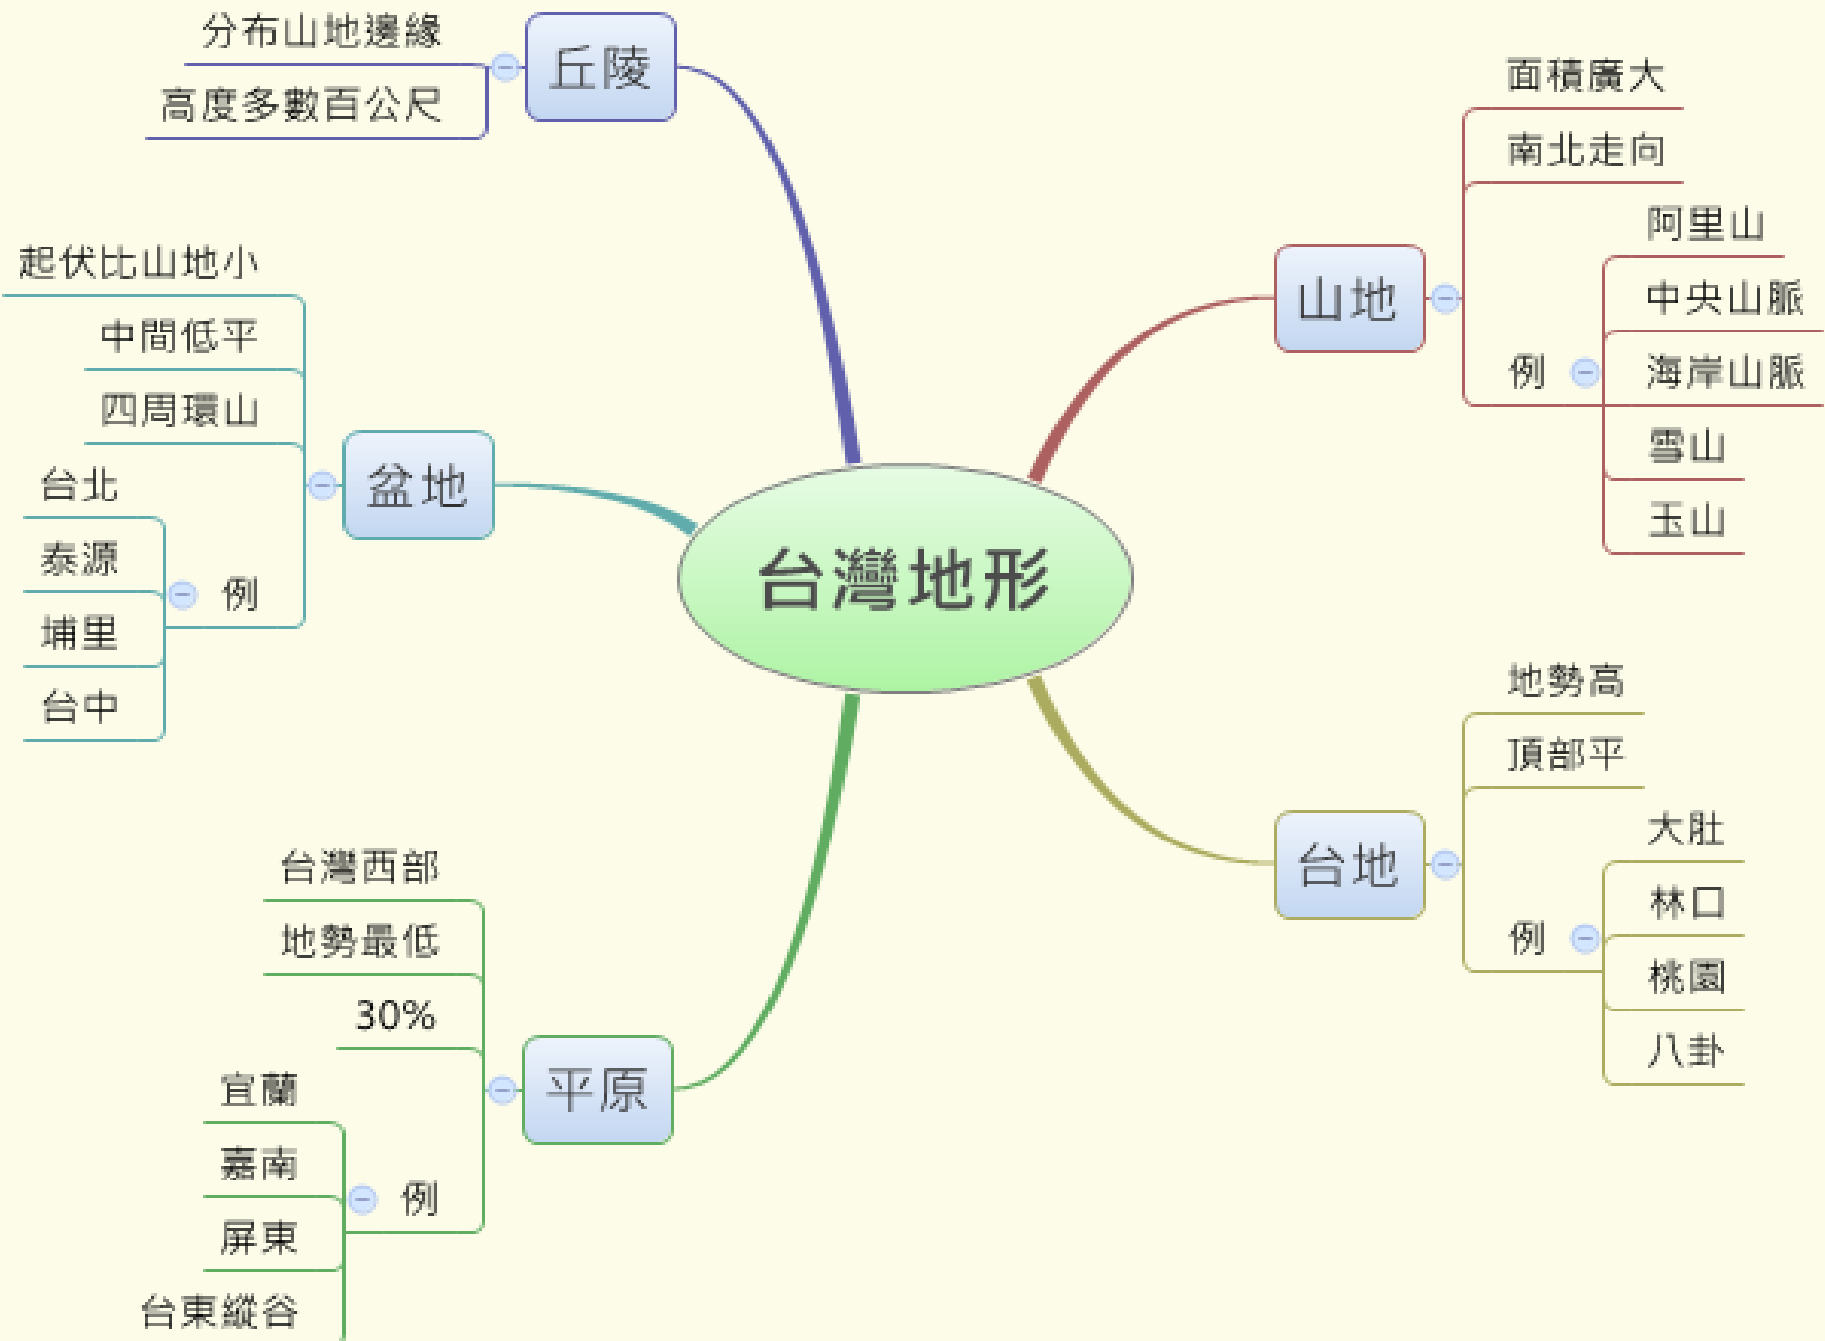 台灣地形
丘陵
分布山地邊緣
高度多數百公尺
盆地
起伏比山地小
中間低平
四周環山
例
台北
泰源
埔里
台中
平原
台灣西部
地勢最低
30%
例
宜蘭
嘉南
屏東
台東縱谷
山地
面積廣大
南北走向
例
阿里山
中央山脈
海岸山脈
雪山
玉山
台地
地勢高
頂部平
例
大肚
林口
桃園
八卦